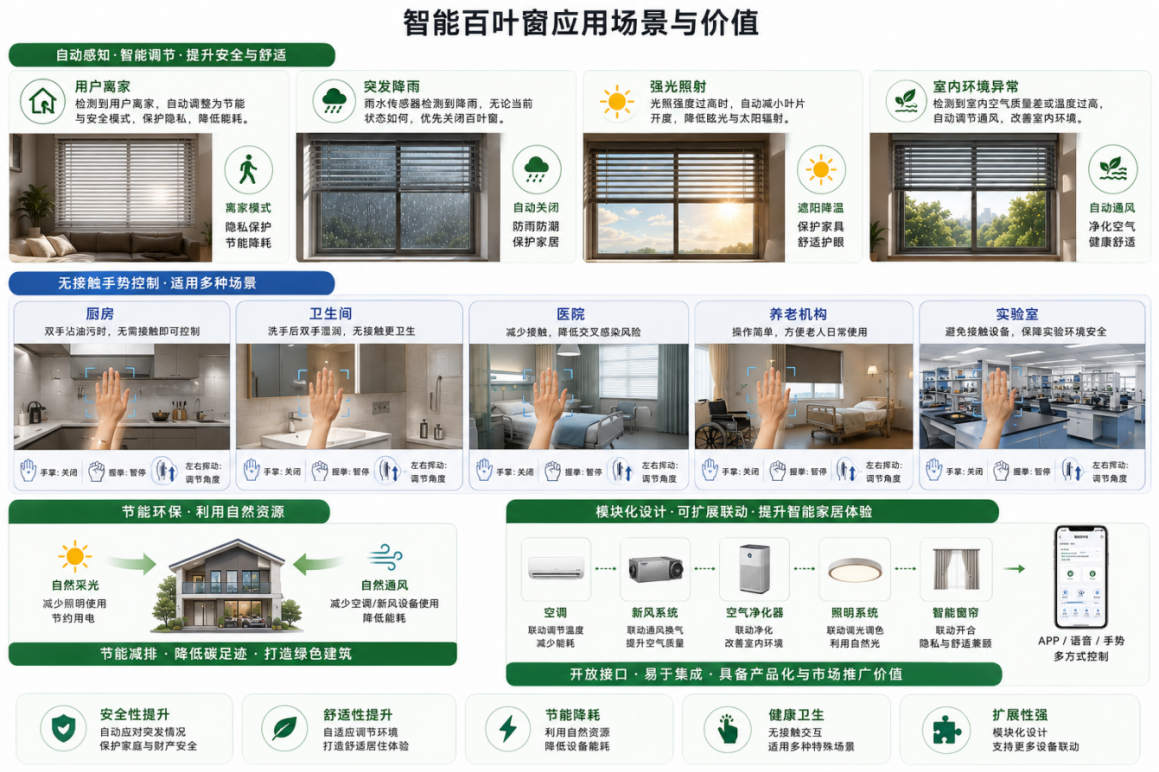 智能百叶窗应用场景与价值
自动感知·智能调节·提升安全与舒适
用户离家
检测到用户离家，自动调整为节能
与安全模式，保护隐私，降低能耗。
离家模式
隐私保护
节能降耗
突发降雨
雨水传感器检测到降雨，无论当前
状态如何，优先关闭百叶窗。
自动关闭
防雨防潮
保护家居
强光照射
光照强度过高时，自动减小叶片
开度，降低眩光与太阳辐射。
遮阳降温
保护家具
舒适护眼
室内环境异常
检测到室内空气质量差或温度过高，
自动调节通风，改善室内环境。
自动通风
净化空气
健康舒适
无接触手势控制·适用多种场景
厨房
双手沾油污时，无需接触即可控制
手掌: 关闭
握拳: 暂停
左右挥动:
调节角度
卫生间
洗手后双手湿润，无接触更卫生
手掌: 关闭
握拳: 暂停
左右挥动:
调节角度
医院
减少接触，降低交叉感染风险
手掌: 关闭
握拳: 暂停
左右挥动:
调节角度
养老机构
操作简单，方便老人日常使用
手掌: 关闭
握拳: 暂停
左右挥动:
调节角度
实验室
避免接触设备，保障实验环境安全
手掌: 关闭
握拳: 暂停
左右挥动:
调节角度
节能环保·利用自然资源
自然采光
减少照明使用
节约用电
自然通风
减少空调/新风设备使用
降低能耗
节能减排·降低碳足迹·打造绿色建筑
模块化设计·可扩展联动·提升智能家居体验
空调
联动调节温度
减少能耗
新风系统
联动通风换气
提升空气质量
空气净化器
联动净化
改善室内环境
照明系统
联动调光调色
利用自然光
智能窗帘
联动开合
隐私与舒适兼顾
APP / 语音 / 手势
多方式控制
开放接口·易于集成·具备产品化与市场推广价值
安全性提升
自动应对突发情况
保护家庭与财产安全
舒适性提升
自适应调节环境
打造舒适居住体验
节能降耗
利用自然资源
降低设备能耗
健康卫生
无接触交互
适用多种特殊场景
扩展性强
模块化设计
支持更多设备联动